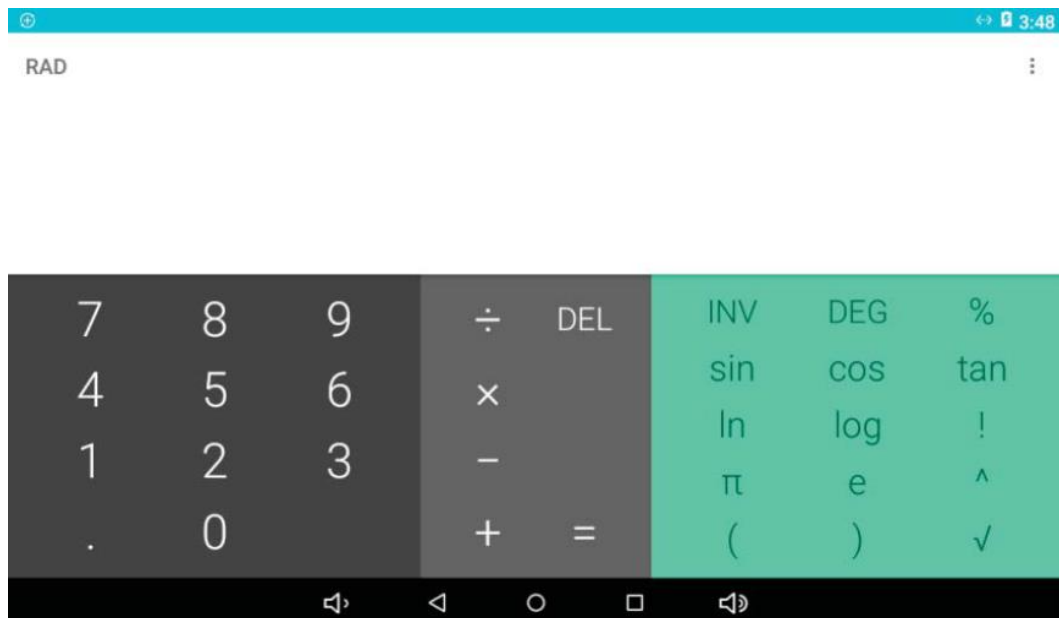 3:48
RAD
7 8 9 ÷ DEL INV DEG %
4 5 6 × sin cos tan
1 2 3 − ln log !
. 0 + = π e ^
( ) √